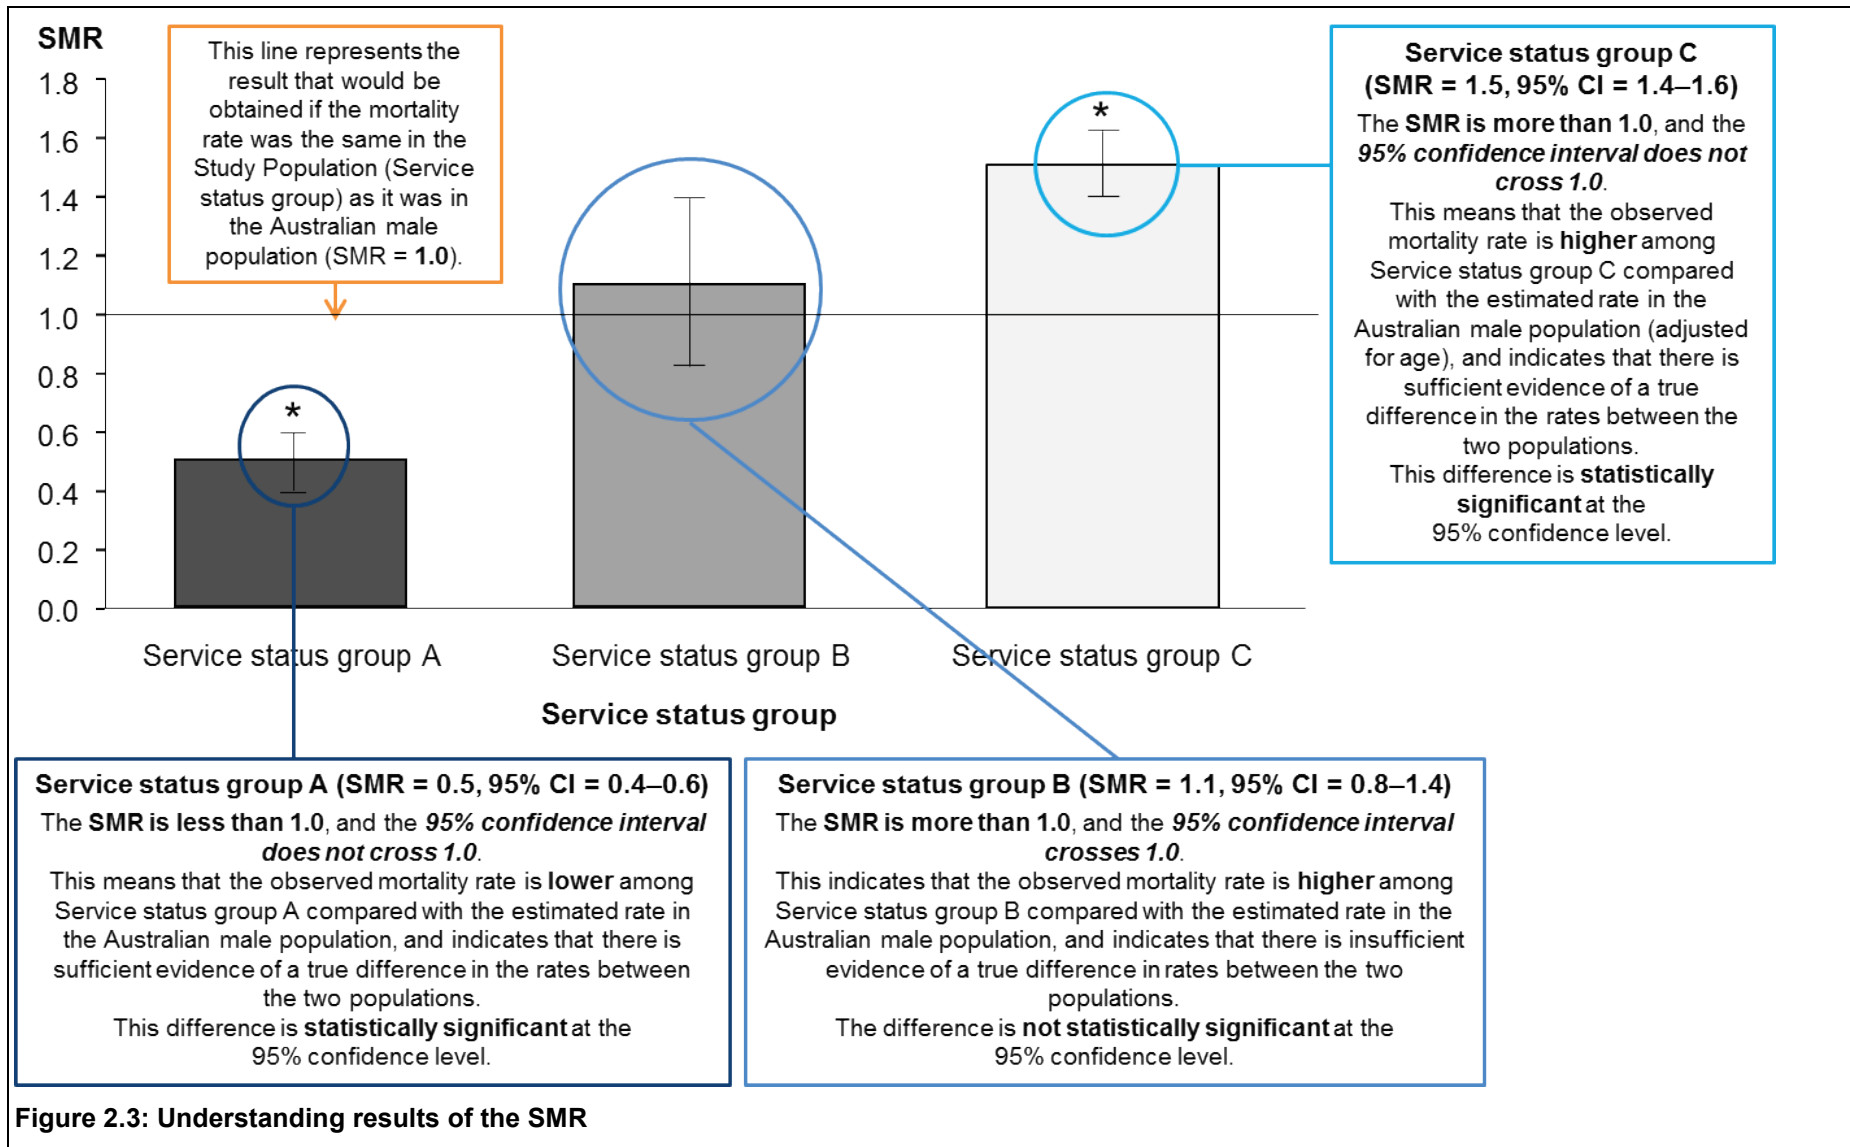 SMR
1.8
1.6
1.4
1.2
1.0
0.8
0.6
0.4
0.2
0.0
This line represents the
result that would be
obtained if the mortality
rate was the same in the
Study Population (Service
status group) as it was in
the Australian male
population (SMR = 1.0).
*
*
Service status group C
(SMR = 1.5, 95% CI = 1.4–1.6)
The SMR is more than 1.0, and the
95% confidence interval does not
cross 1.0.
This means that the observed
mortality rate is higher among
Service status group C compared
with the estimated rate in the
Australian male population (adjusted
for age), and indicates that there is
sufficient evidence of a true
difference in the rates between the
two populations.
This difference is statistically
significant at the
95% confidence level.
Service status group A
Service status group B
Service status group C
Service status group
Service status group A (SMR = 0.5, 95% CI = 0.4–0.6)
The SMR is less than 1.0, and the 95% confidence interval
does not cross 1.0.
This means that the observed mortality rate is lower among
Service status group A compared with the estimated rate in
the Australian male population, and indicates that there is
sufficient evidence of a true difference in the rates between
the two populations.
This difference is statistically significant at the
95% confidence level.
Service status group B (SMR = 1.1, 95% CI = 0.8–1.4)
The SMR is more than 1.0, and the 95% confidence interval
crosses 1.0.
This indicates that the observed mortality rate is higher among
Service status group B compared with the estimated rate in the
Australian male population, and indicates that there is insufficient
evidence of a true difference in rates between the two
populations.
The difference is not statistically significant at the
95% confidence level.
Figure 2.3: Understanding results of the SMR